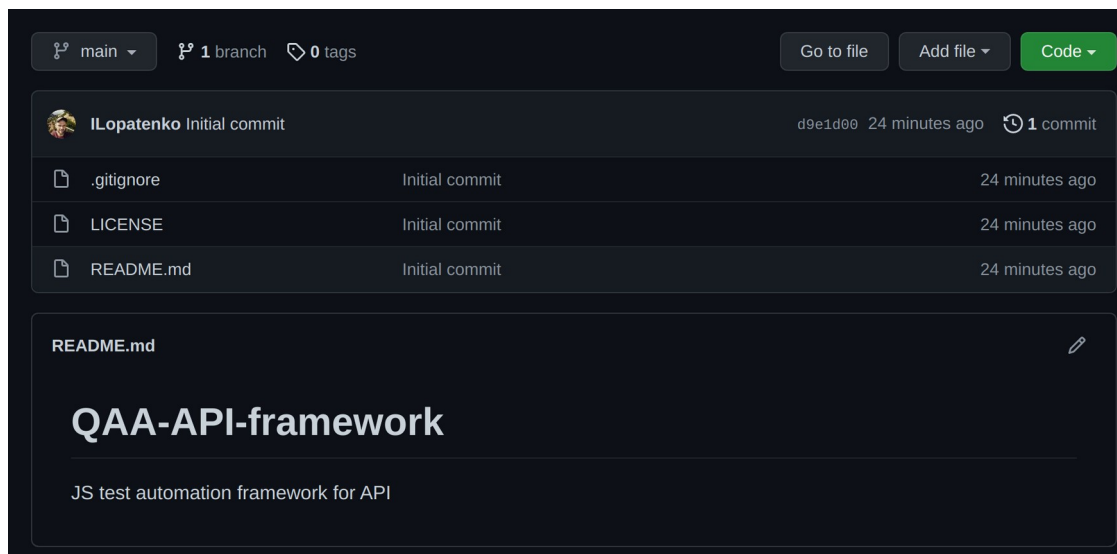 main 1 branch 0 tags Go to file Add file Code
ILopatenko Initial commit d9e1d00 24 minutes ago 1 commit
.gitignore Initial commit 24 minutes ago
LICENSE Initial commit 24 minutes ago
README.md Initial commit 24 minutes ago
README.md
QAA-API-framework
JS test automation framework for API